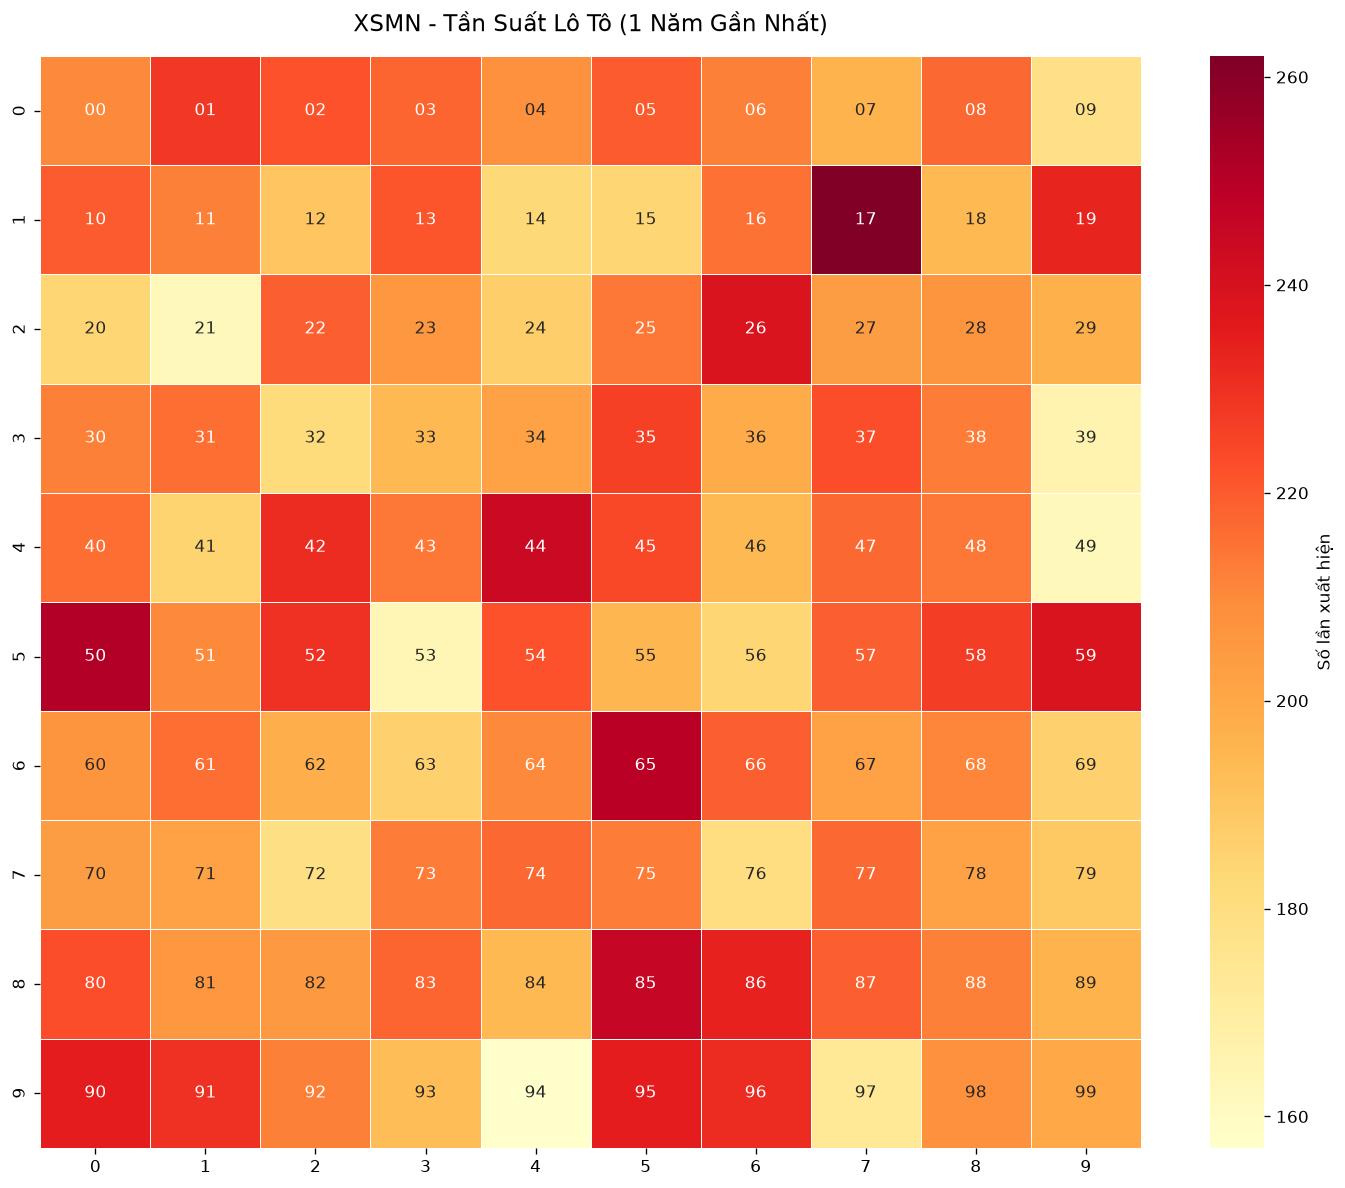 XSMN - Tần Suất Lô Tô (1 Năm Gần Nhất)
0 00 01 02 03 04 05 06 07 08 09
1 10 11 12 13 14 15 16 17 18 19
2 20 21 22 23 24 25 26 27 28 29
3 30 31 32 33 34 35 36 37 38 39
4 40 41 42 43 44 45 46 47 48 49
5 50 51 52 53 54 55 56 57 58 59
6 60 61 62 63 64 65 66 67 68 69
7 70 71 72 73 74 75 76 77 78 79
8 80 81 82 83 84 85 86 87 88 89
9 90 91 92 93 94 95 96 97 98 99
0 1 2 3 4 5 6 7 8 9
260
240
220
200
180
160
Số lần xuất hiện